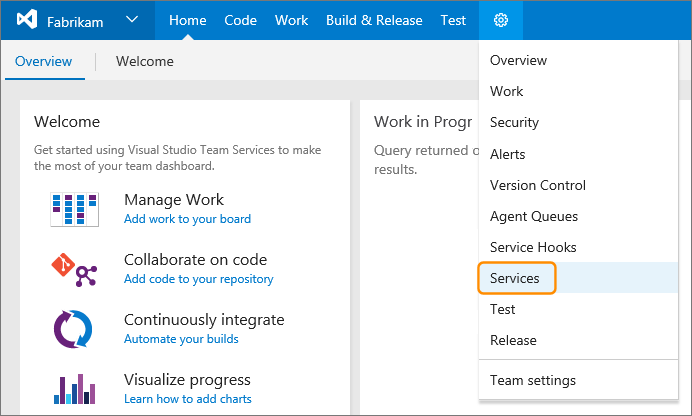 Fabrikam Home Code Work Build & Release Test
Overview Welcome
Welcome
Get started using Visual Studio Team Services to make
the most of your team dashboard.
Manage Work
Add work to your board
Collaborate on code
Add code to your repository
Continuously integrate
Automate your builds
Visualize progress
Learn how to add charts
Work in Progr
Query returned o
results.
Overview
Work
Security
Alerts
Version Control
Agent Queues
Service Hooks
Services
Test
Release
Team settings